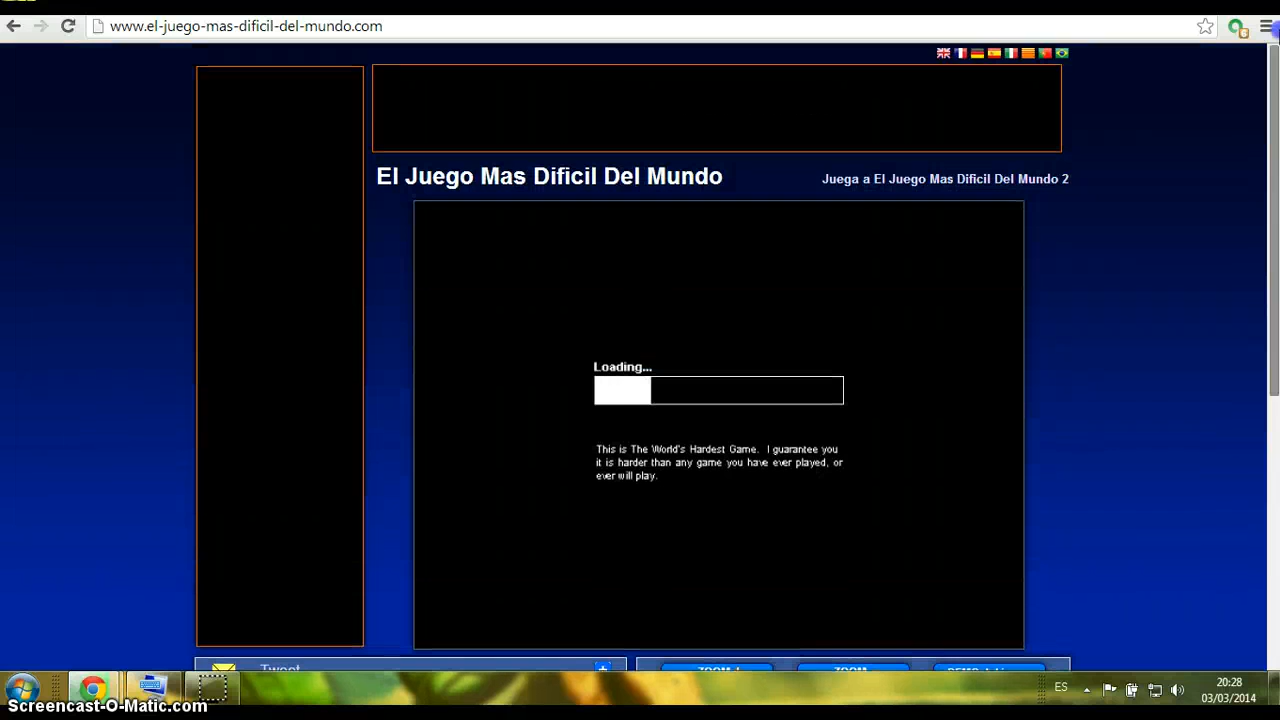 www.el-juego-mas-dificil-del-mundo.com
El Juego Mas Dificil Del Mundo
Juega a El Juego Mas Dificil Del Mundo 2
Loading...
This is The World's Hardest Game. I guarantee you
it is harder than any game you have ever played, or
ever will play.
Tweet
ZOOM
ES
20:28
03/03/2014
Screencast-O-Matic.com